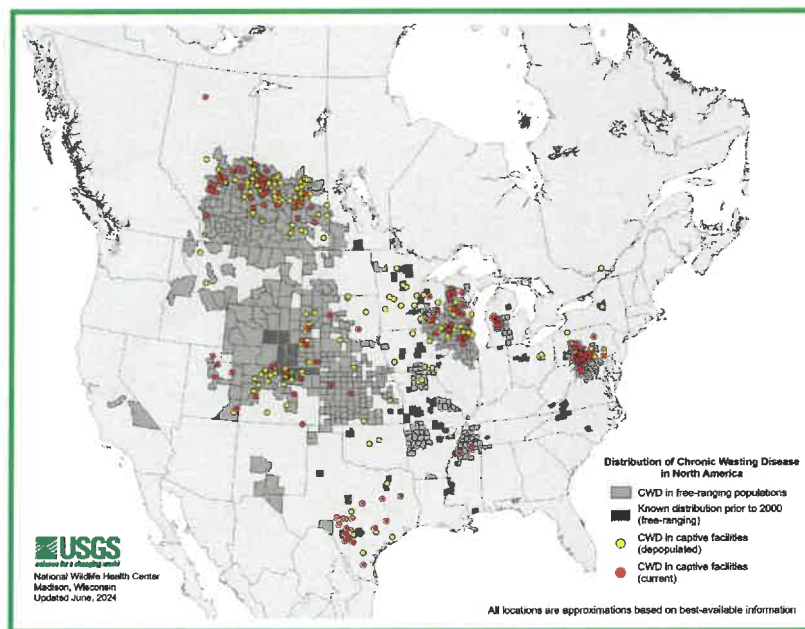 Distribution of Chronic Wasting Disease
in North America
CWD in free-ranging populations
Known distribution prior to 2000
(free-ranging)
CWD in captive facilities
(depopulated)
CWD in captive facilities
(current)
USGS
science for a changing world
National Wildlife Health Center
Madison, Wisconsin
Updated June, 2024
All locations are approximations based on best-available information